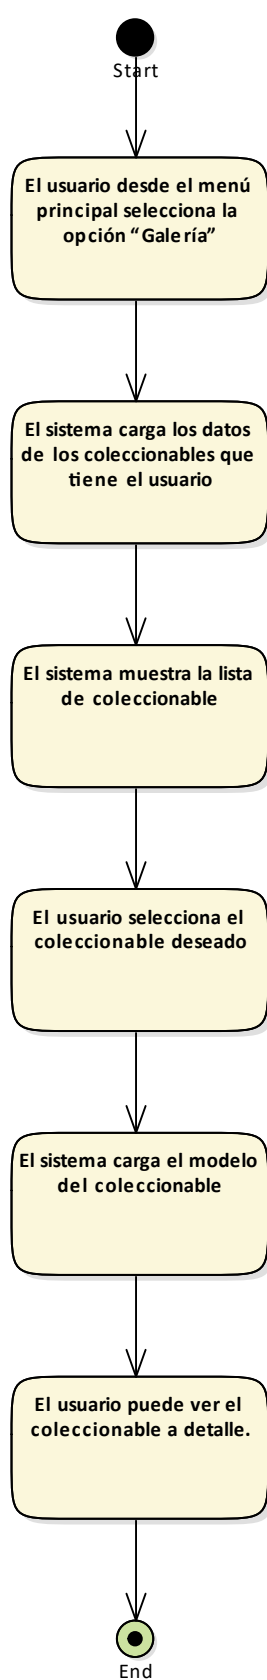 Start
El usuario desde el menú
principal selecciona la
opción “Galería”
El sistema carga los datos
de los coleccionables que
tiene el usuario
El sistema muestra la lista
de coleccionable
El usuario selecciona el
coleccionable deseado
El sistema carga el modelo
del coleccionable
El usuario puede ver el
coleccionable a detalle.
End